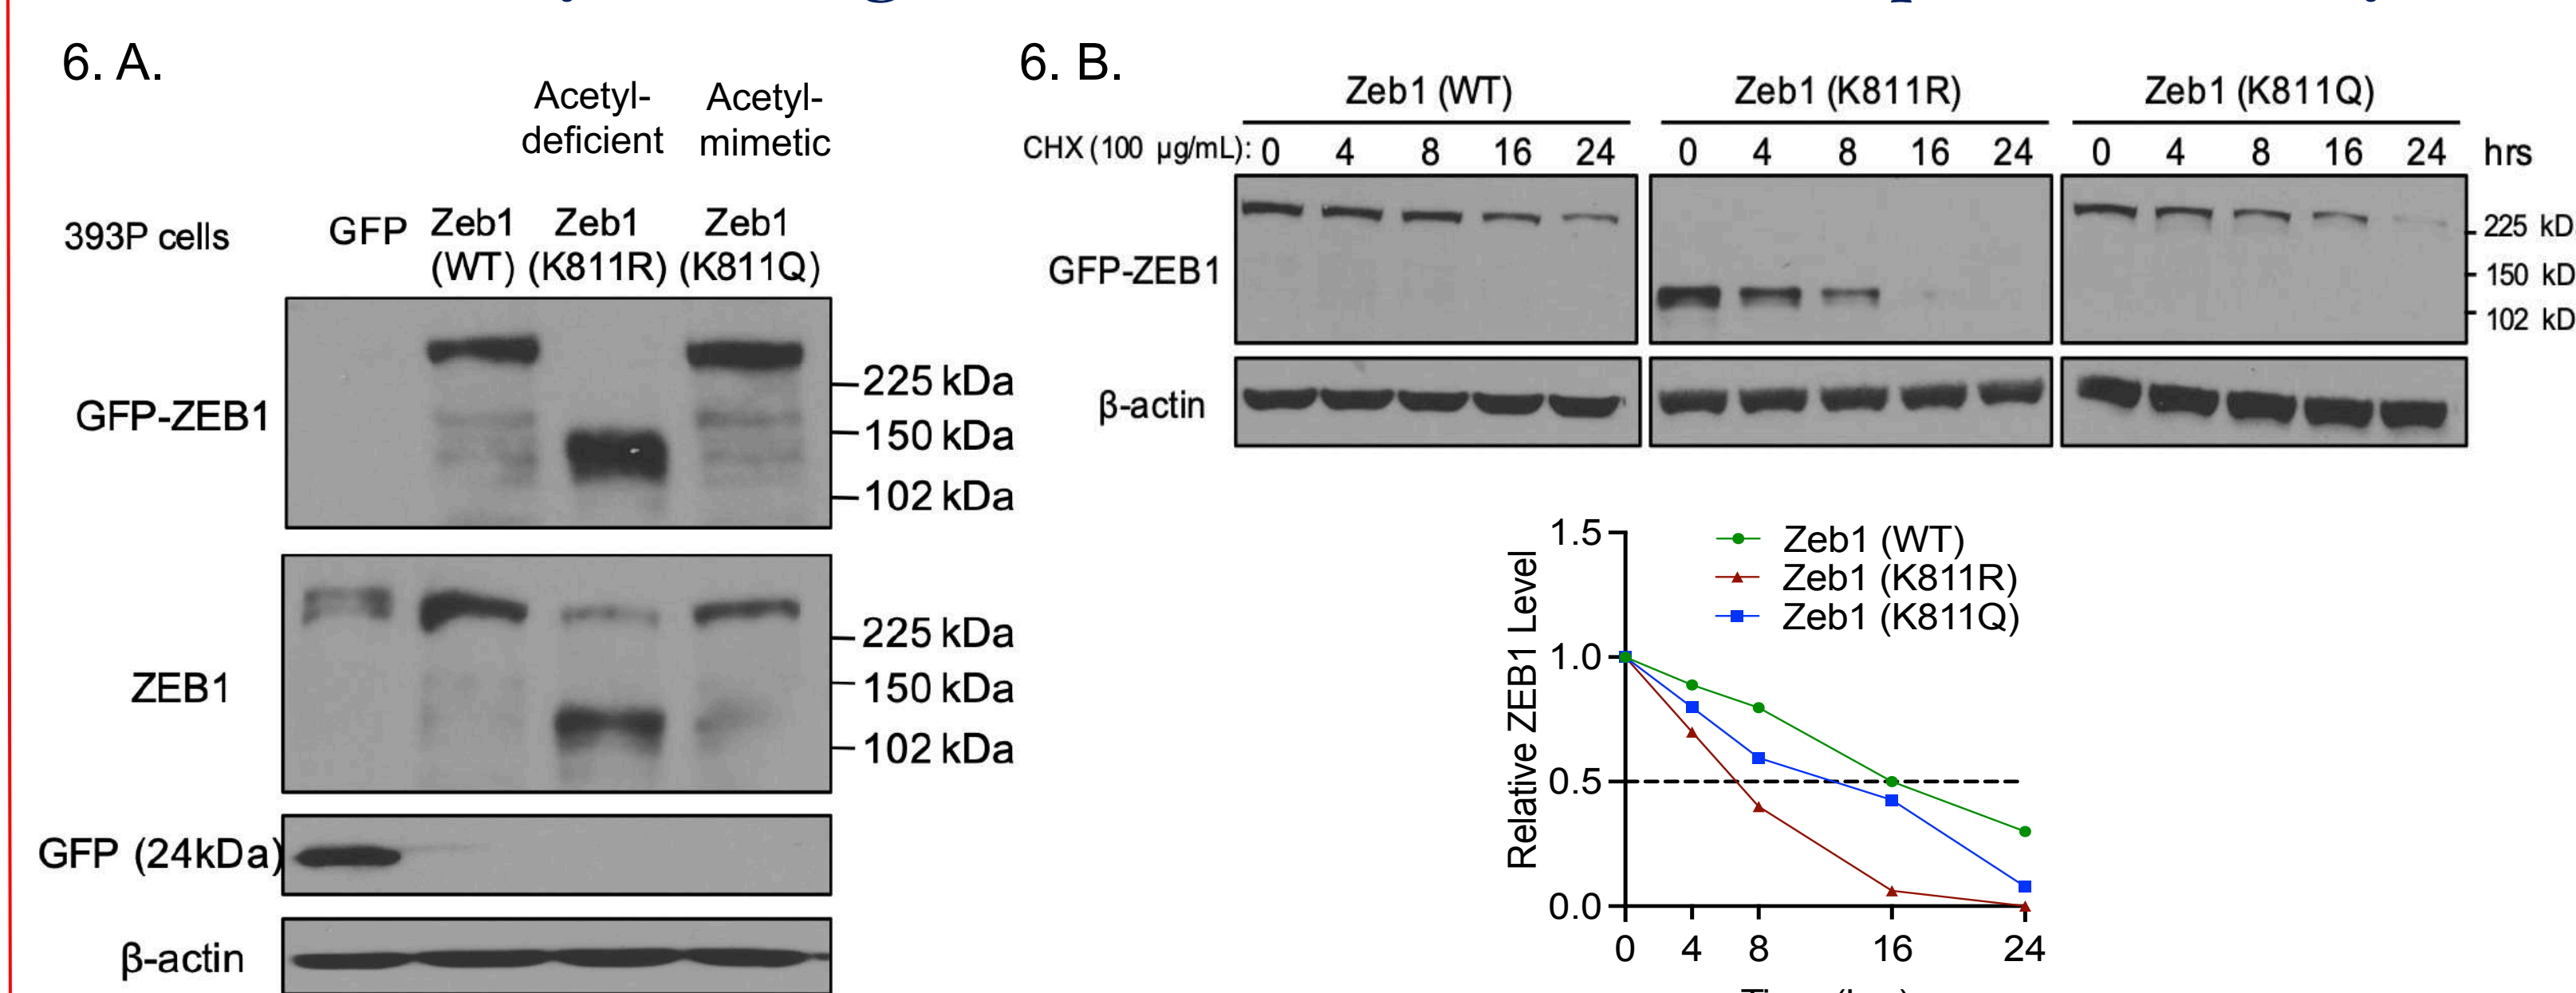 6. A.
Acetyl-
deficient
Acetyl-
mimetic
393P cells
GFP
Zeb1
(WT)
Zeb1
(K811R)
Zeb1
(K811Q)
GFP-ZEB1
225 kDa
150 kDa
102 kDa
ZEB1
225 kDa
150 kDa
102 kDa
GFP (24kDa)
β-actin
6. B.
Zeb1 (WT)
Zeb1 (K811R)
Zeb1 (K811Q)
CHX (100 µg/mL): 0 4 8 16 24 0 4 8 16 24 0 4 8 16 24 hrs
GFP-ZEB1
225 kD
150 kD
102 kD
β-actin
Relative ZEB1 Level
1.5
1.0
0.5
0.0
Zeb1 (WT)
Zeb1 (K811R)
Zeb1 (K811Q)
0 4 8 16 24